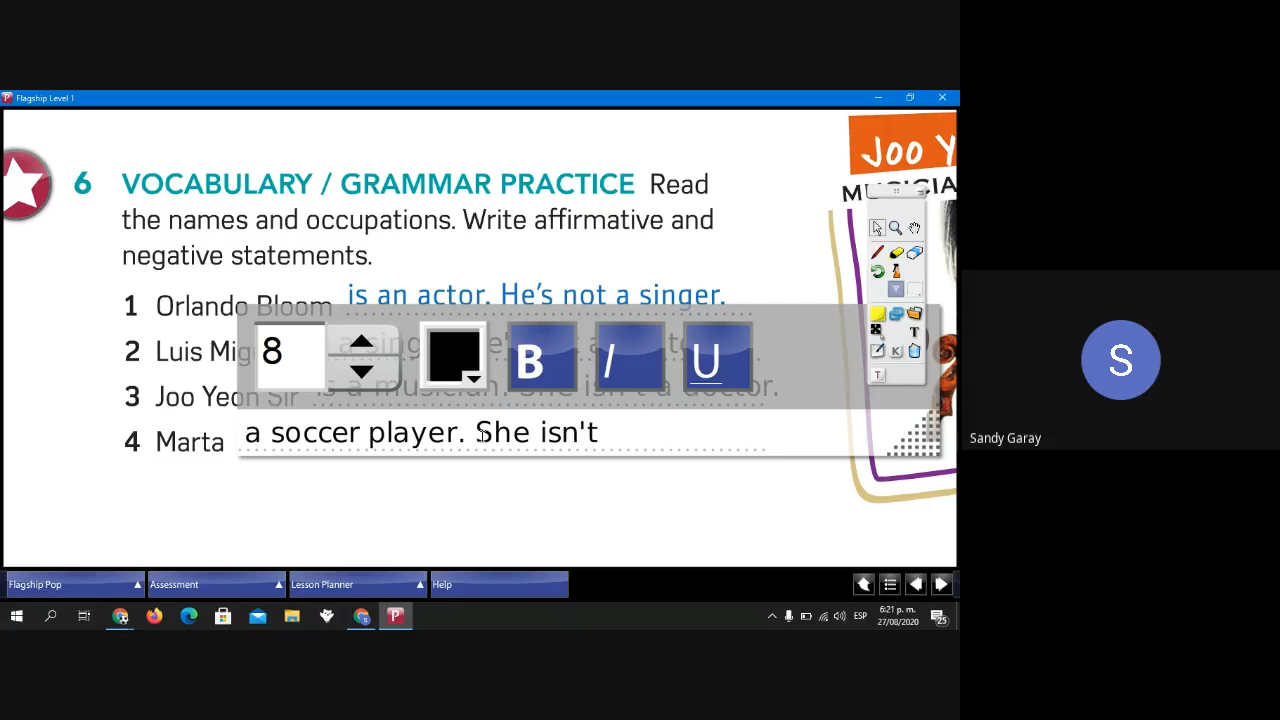 Flagship Level 1
Joo Y
MUSICIA
6 VOCABULARY / GRAMMAR PRACTICE Read
the names and occupations. Write affirmative and
negative statements.
1 Orlando Bloom is an actor. He's not a singer.
2 Luis Mig
3 Joo Yeon Sir is a musician. She isn't a doctor.
4 Marta a soccer player. She isn't
8
B I U
T
K
T
S
Sandy Garay
Flagship Pop Assessment Lesson Planner Help
ESP
6:21 p. m.
27/08/2020
25